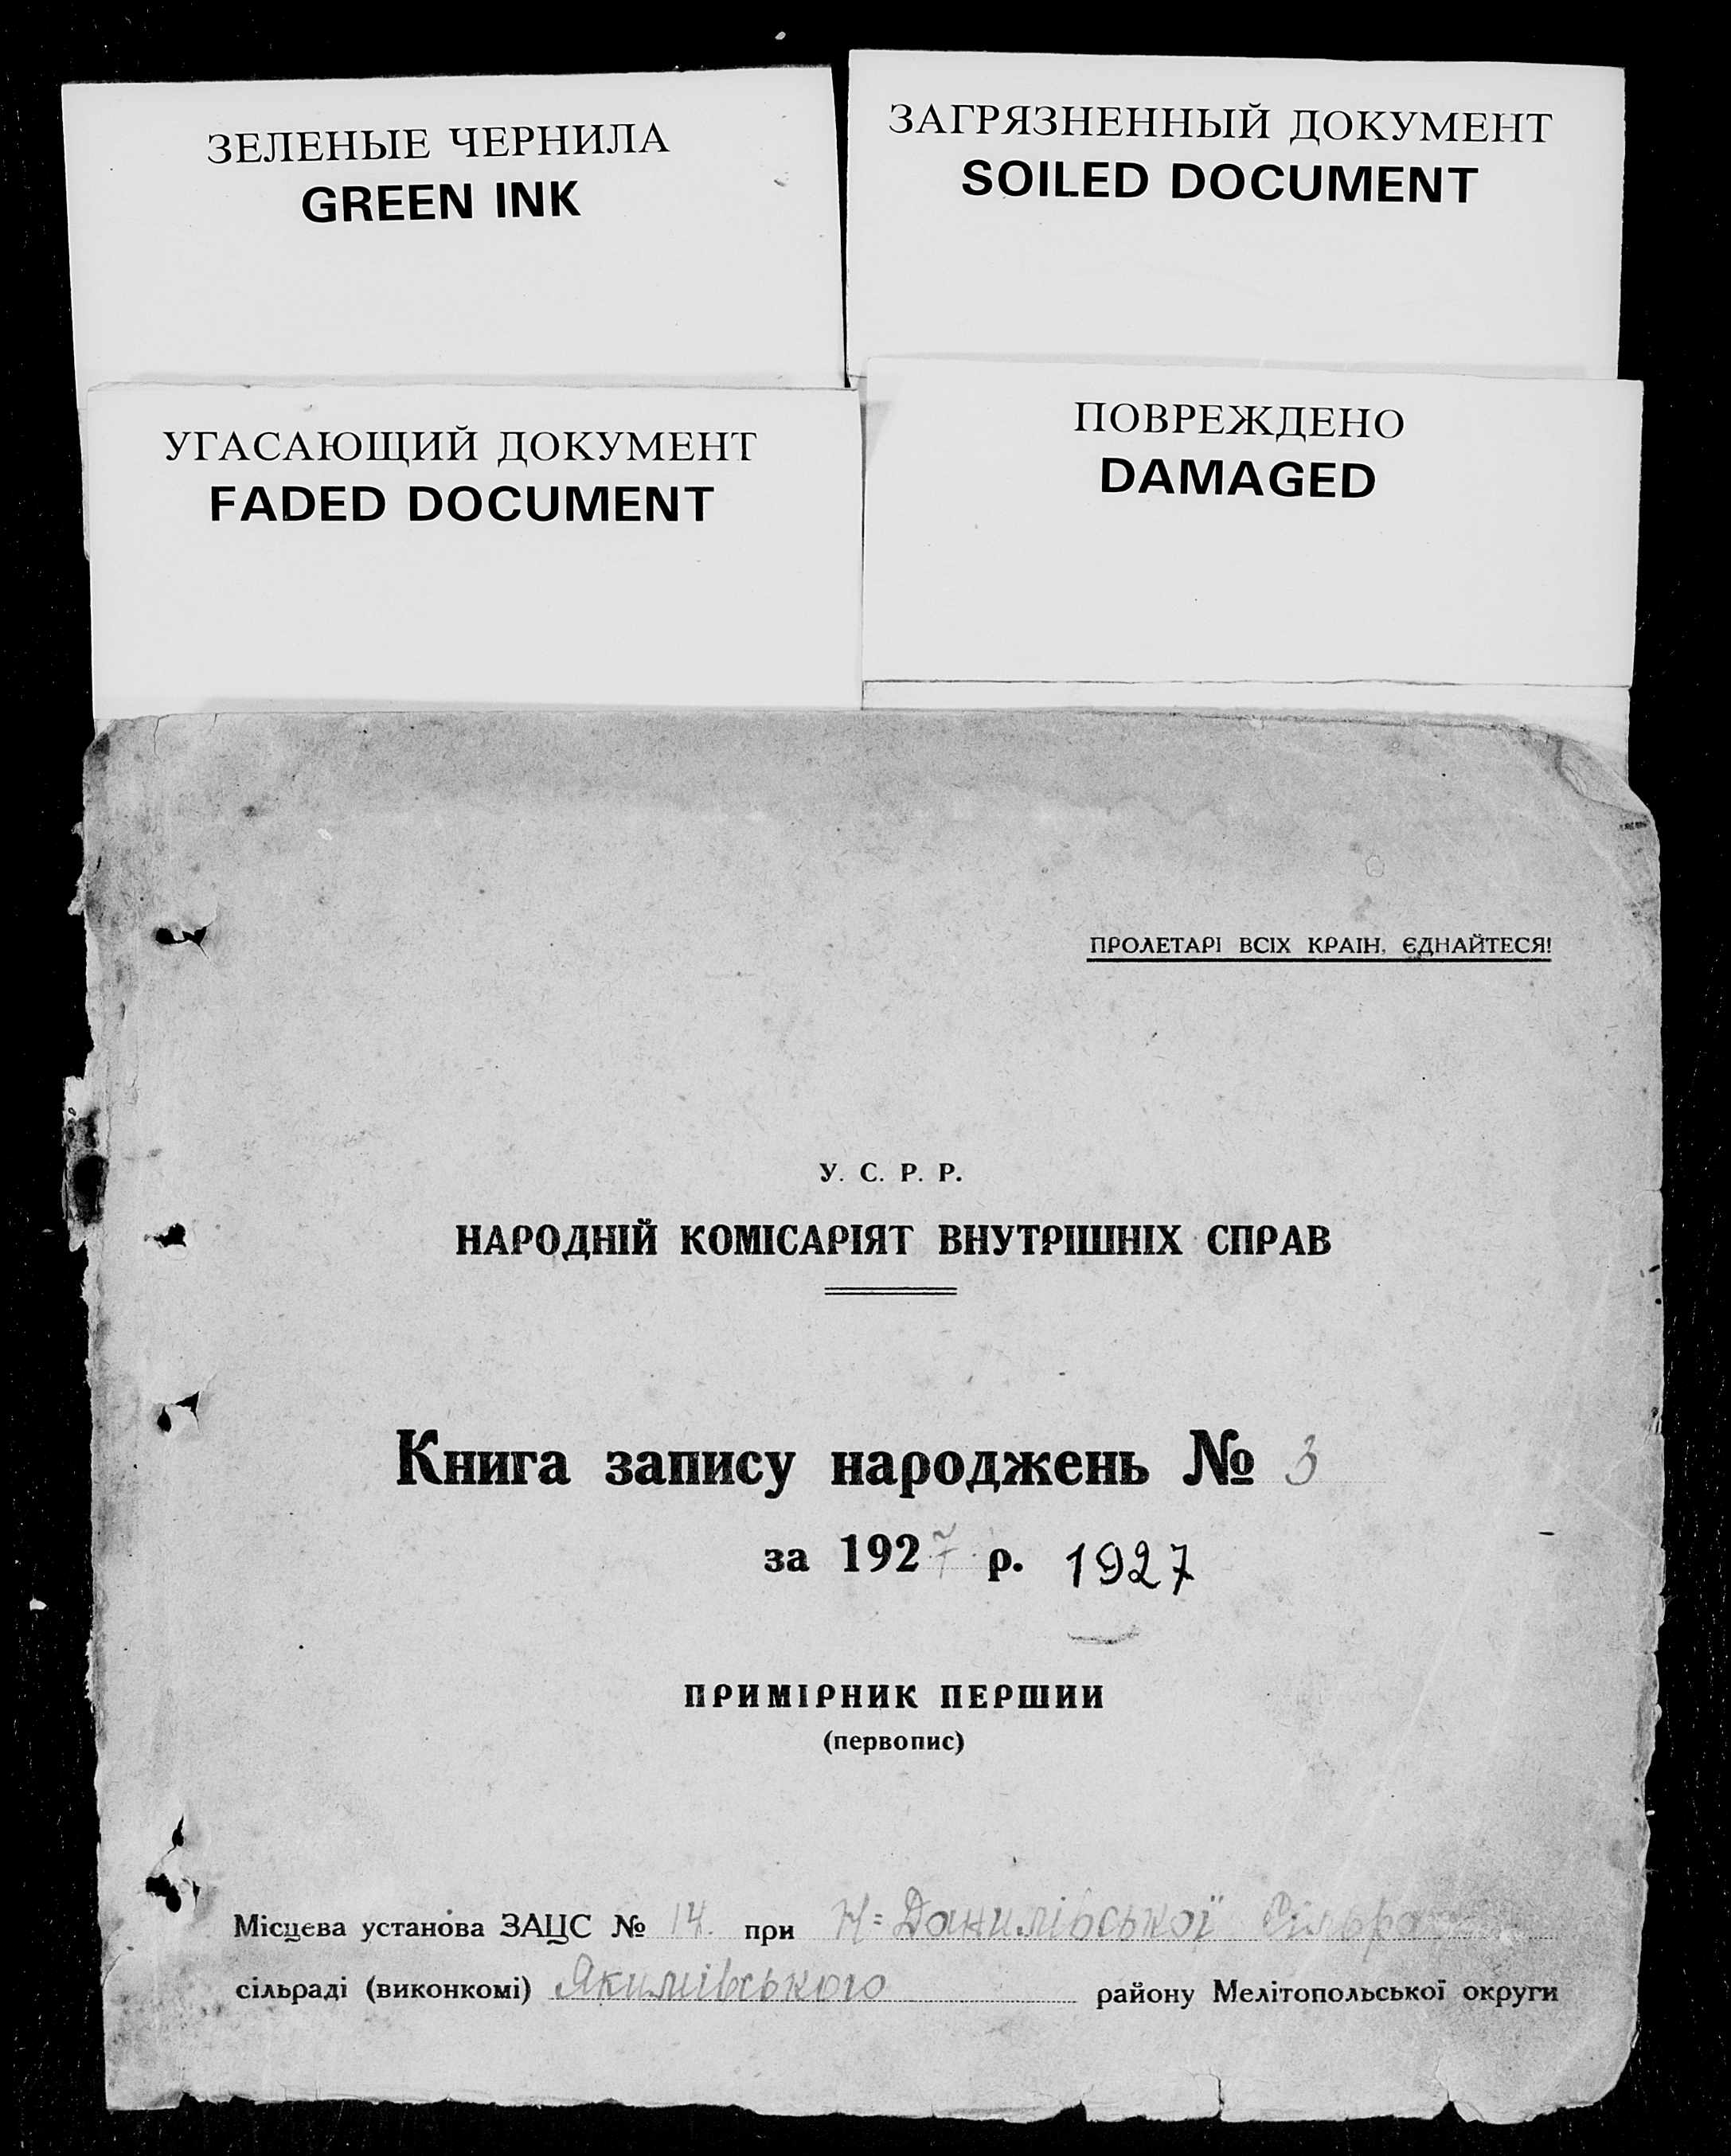 ЗЕЛЕНЫЕ ЧЕРНИЛА
GREEN INK
ЗАГРЯЗНЕННЫЙ ДОКУМЕНТ
SOILED DOCUMENT
УГАСАЮЩИЙ ДОКУМЕНТ
FADED DOCUMENT
ПОВРЕЖДЕНО
DAMAGED
ПРОЛЕТАРІ ВСІХ КРАІН, ЄДНАЙТЕСЯ!
У. С. Р. Р.
НАРОДНІЙ КОМІСАРІЯТ ВНУТРІШНІХ СПРАВ
Книга запису народжень № 3
за 1927 р. 1927
ПРИМІРНИК ПЕРШИИ
(первопис)
Місцева установа ЗАЦС № 14. при Н=Данилівської
сільраді (виконкомі) Якимівського району Мелітопольської округи